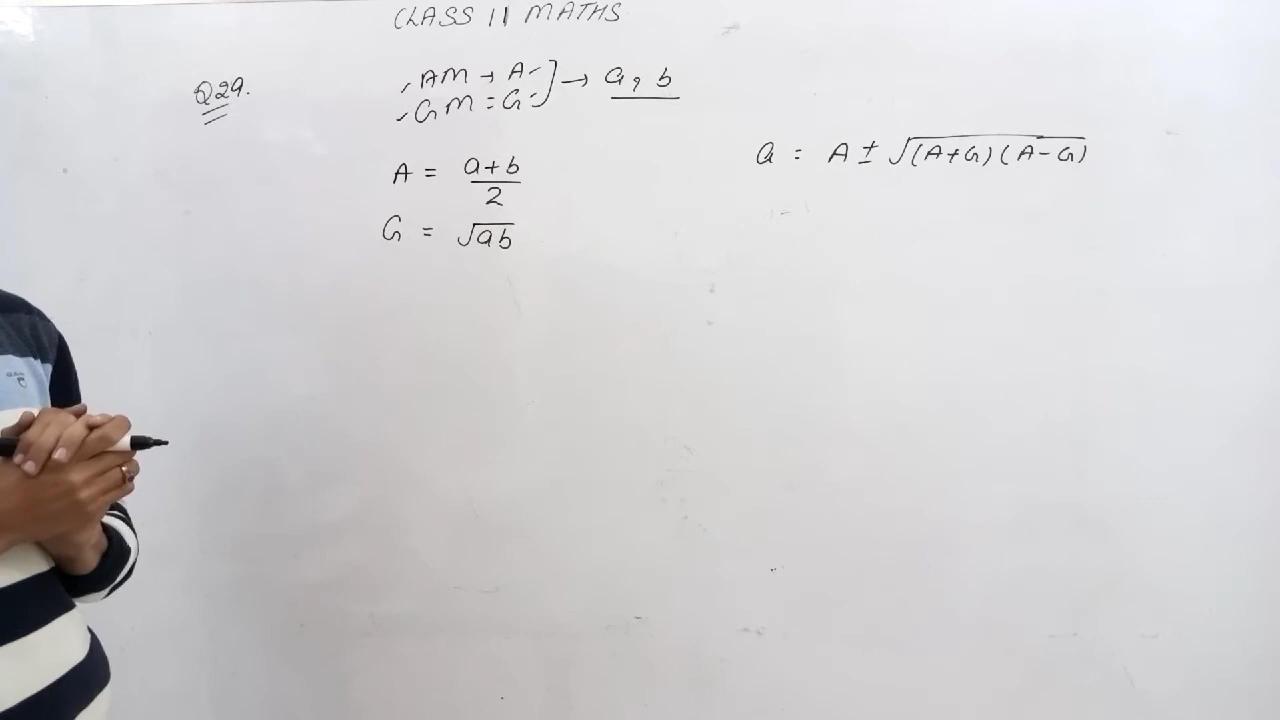 CLASS 11 MATHS
Q29.
AM → A
GM = G
→ a, b
A = a+b/2
G = √ab
a = A ± √(A+G)(A-G)